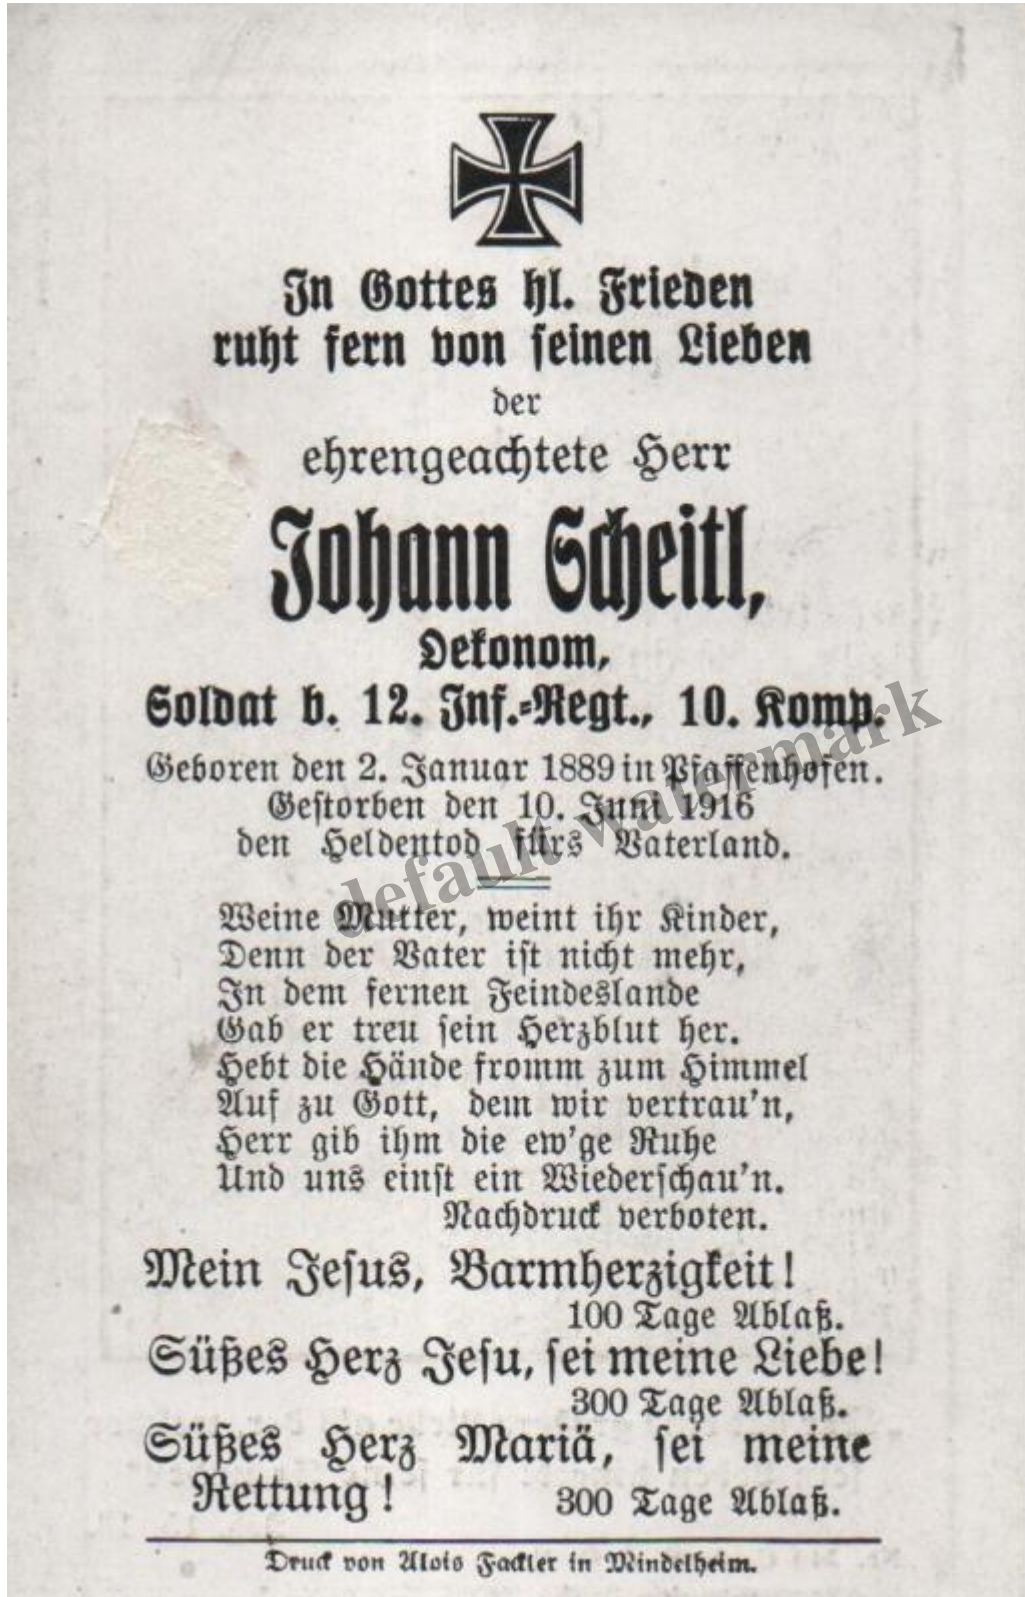 In Gottes hl. Frieden
ruht fern von seinen Lieben
der
ehrengeachtete Herr
Johann Scheitl,
Oekonom,
Soldat b. 12. Inf.-Regt., 10. Komp.
Geboren den 2. Januar 1889 in Pfaffenhofen.
Gestorben den 10. Juni 1916
den Heldentod fürs Vaterland.
default watermark
Weine Mutter, weint ihr Kinder,
Denn der Vater ist nicht mehr,
In dem fernen Feindeslande
Gab er treu sein Herzblut her.
Hebt die Hände fromm zum Himmel
Auf zu Gott, dem wir vertrau'n,
Herr gib ihm die ew'ge Ruhe
Und uns einst ein Wiederschau'n.
Nachdruck verboten.
Mein Jesus, Barmherzigkeit!
100 Tage Ablaß.
Süßes Herz Jesu, sei meine Liebe!
300 Tage Ablaß.
Süßes Herz Mariä, sei meine
Rettung! 300 Tage Ablaß.
Druck von Alois Fackler in Mindelheim.